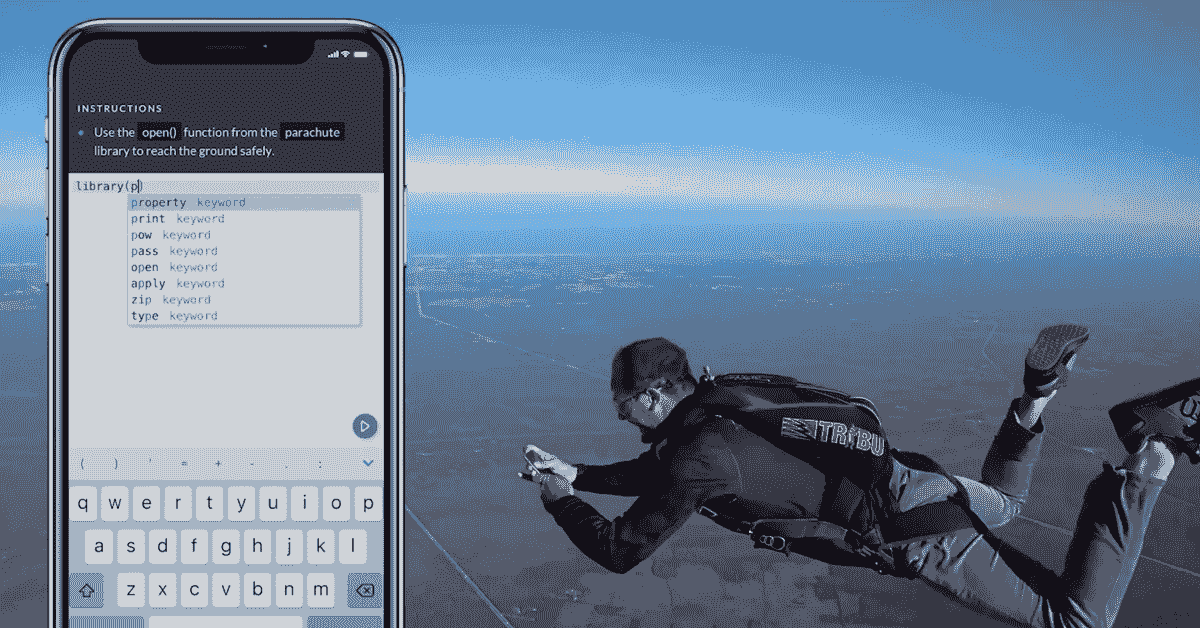 INSTRUCTIONS
Use the open() function from the parachute
library to reach the ground safely.
library(p)
property keyword
print keyword
pow keyword
pass keyword
open keyword
apply keyword
zip keyword
type keyword
( ) ' = + - . :
q w e r t y u i o p
a s d f g h j k l
z x c v b n m
TRIBU